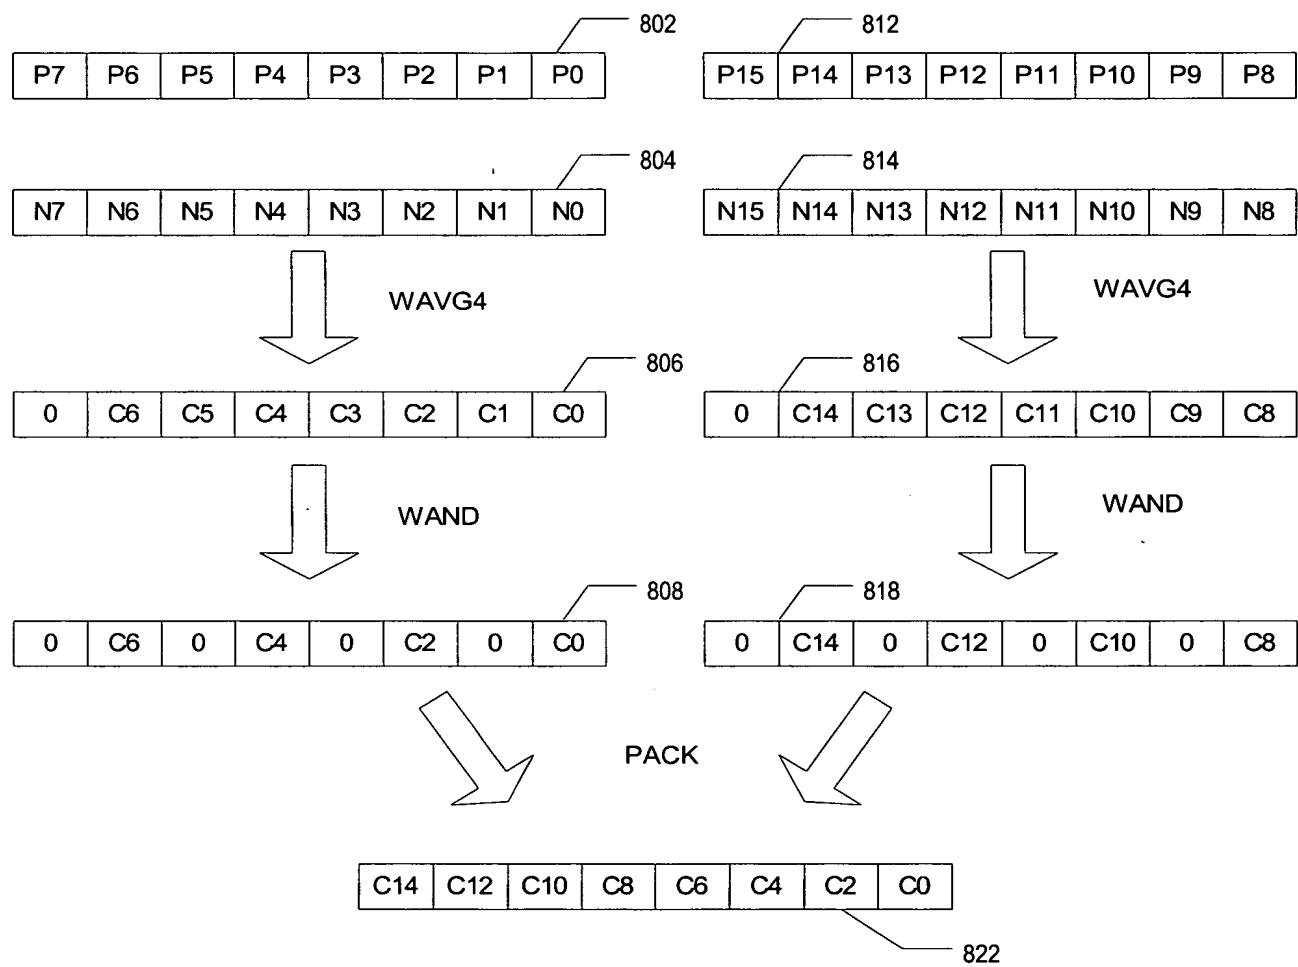 802 812
P7 P6 P5 P4 P3 P2 P1 P0 P15 P14 P13 P12 P11 P10 P9 P8
804 814
N7 N6 N5 N4 N3 N2 N1 N0 N15 N14 N13 N12 N11 N10 N9 N8
WAVG4 WAVG4
806 816
0 C6 C5 C4 C3 C2 C1 C0 0 C14 C13 C12 C11 C10 C9 C8
WAND WAND
808 818
0 C6 0 C4 0 C2 0 C0 0 C14 0 C12 0 C10 0 C8
PACK
C14 C12 C10 C8 C6 C4 C2 C0
822